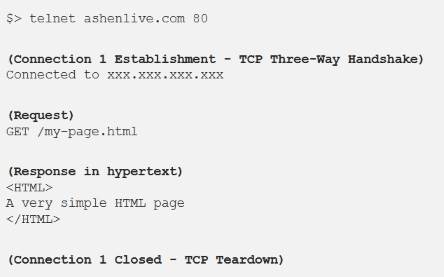 $> telnet ashenlive.com 80
(Connection 1 Establishment - TCP Three-Way Handshake)
Connected to xxx.xxx.xxx.xxx
(Request)
GET /my-page.html
(Response in hypertext)
<HTML>
A very simple HTML page
</HTML>
(Connection 1 Closed - TCP Teardown)